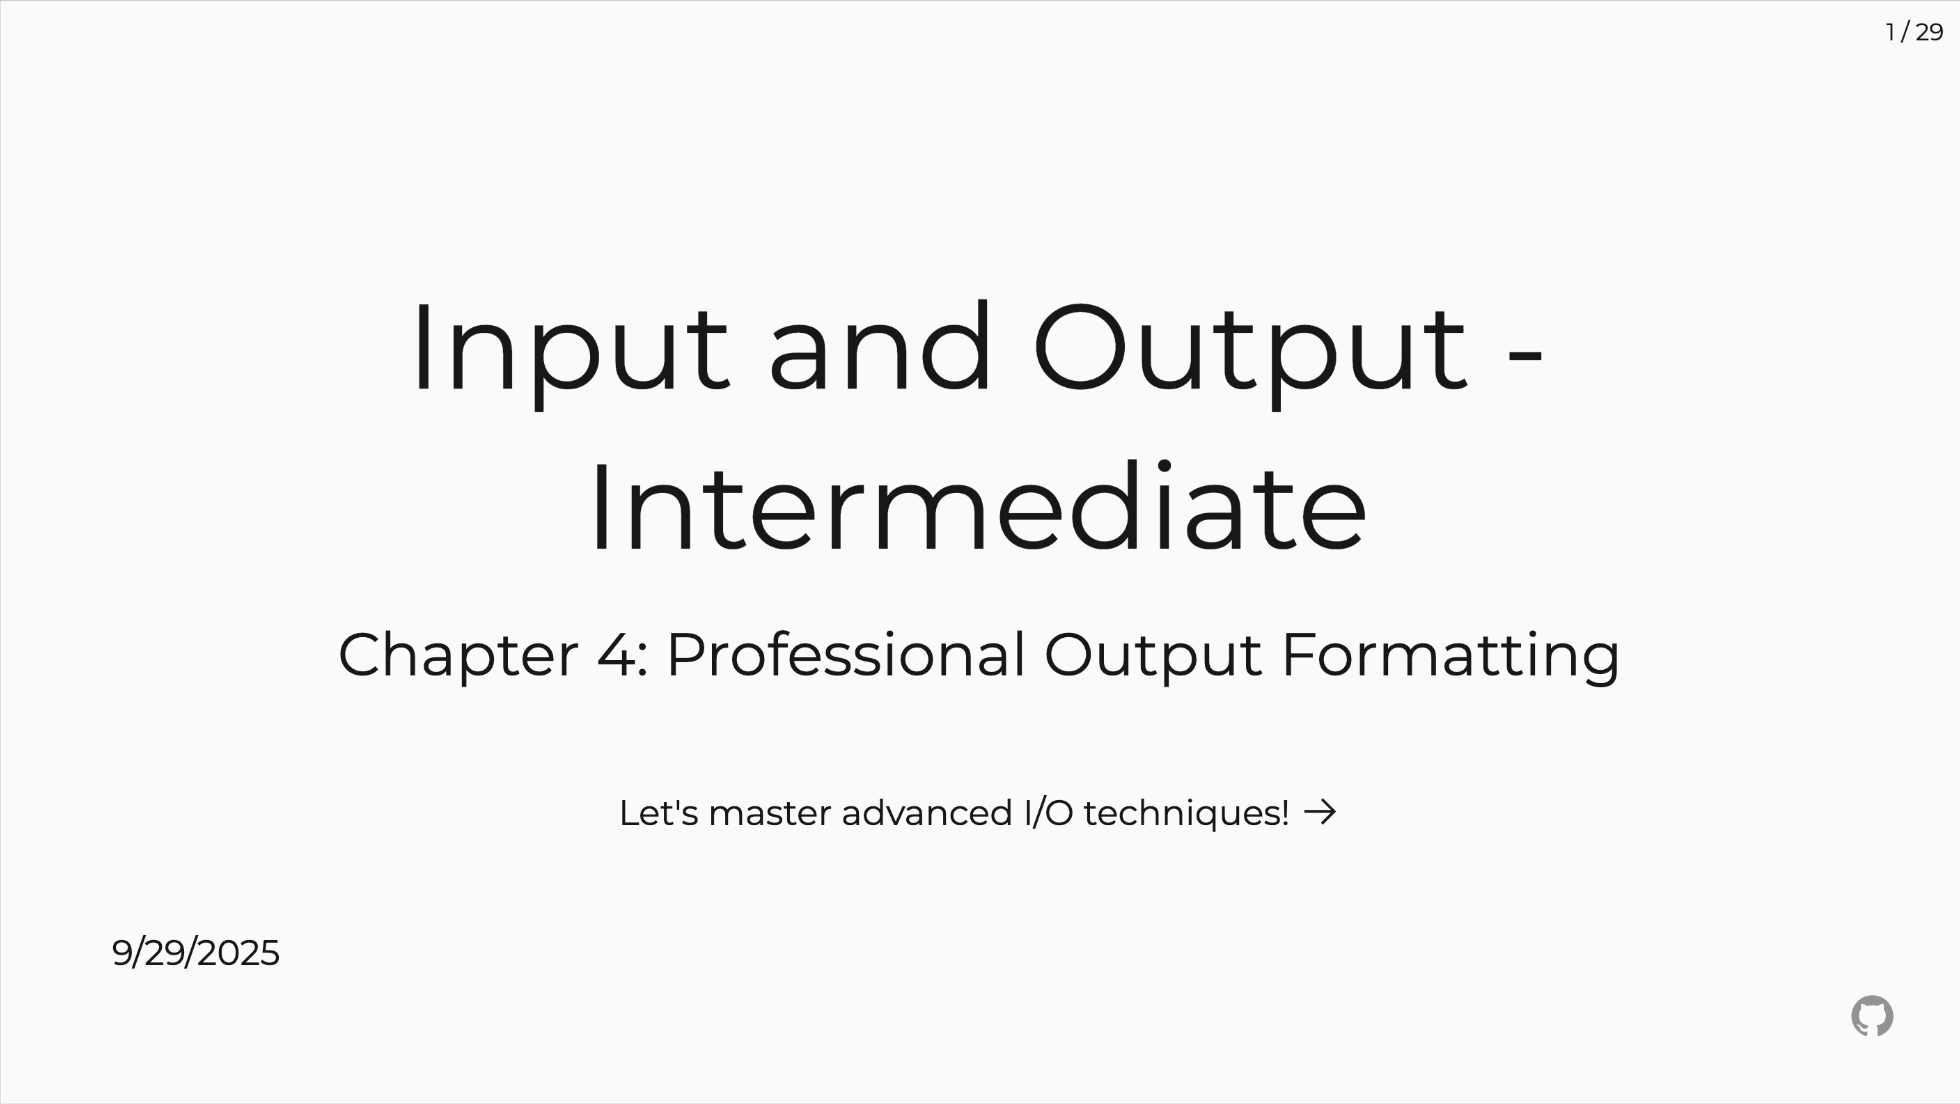 1 / 29
Input and Output -
Intermediate
Chapter 4: Professional Output Formatting
Let's master advanced I/O techniques! →
9/29/2025